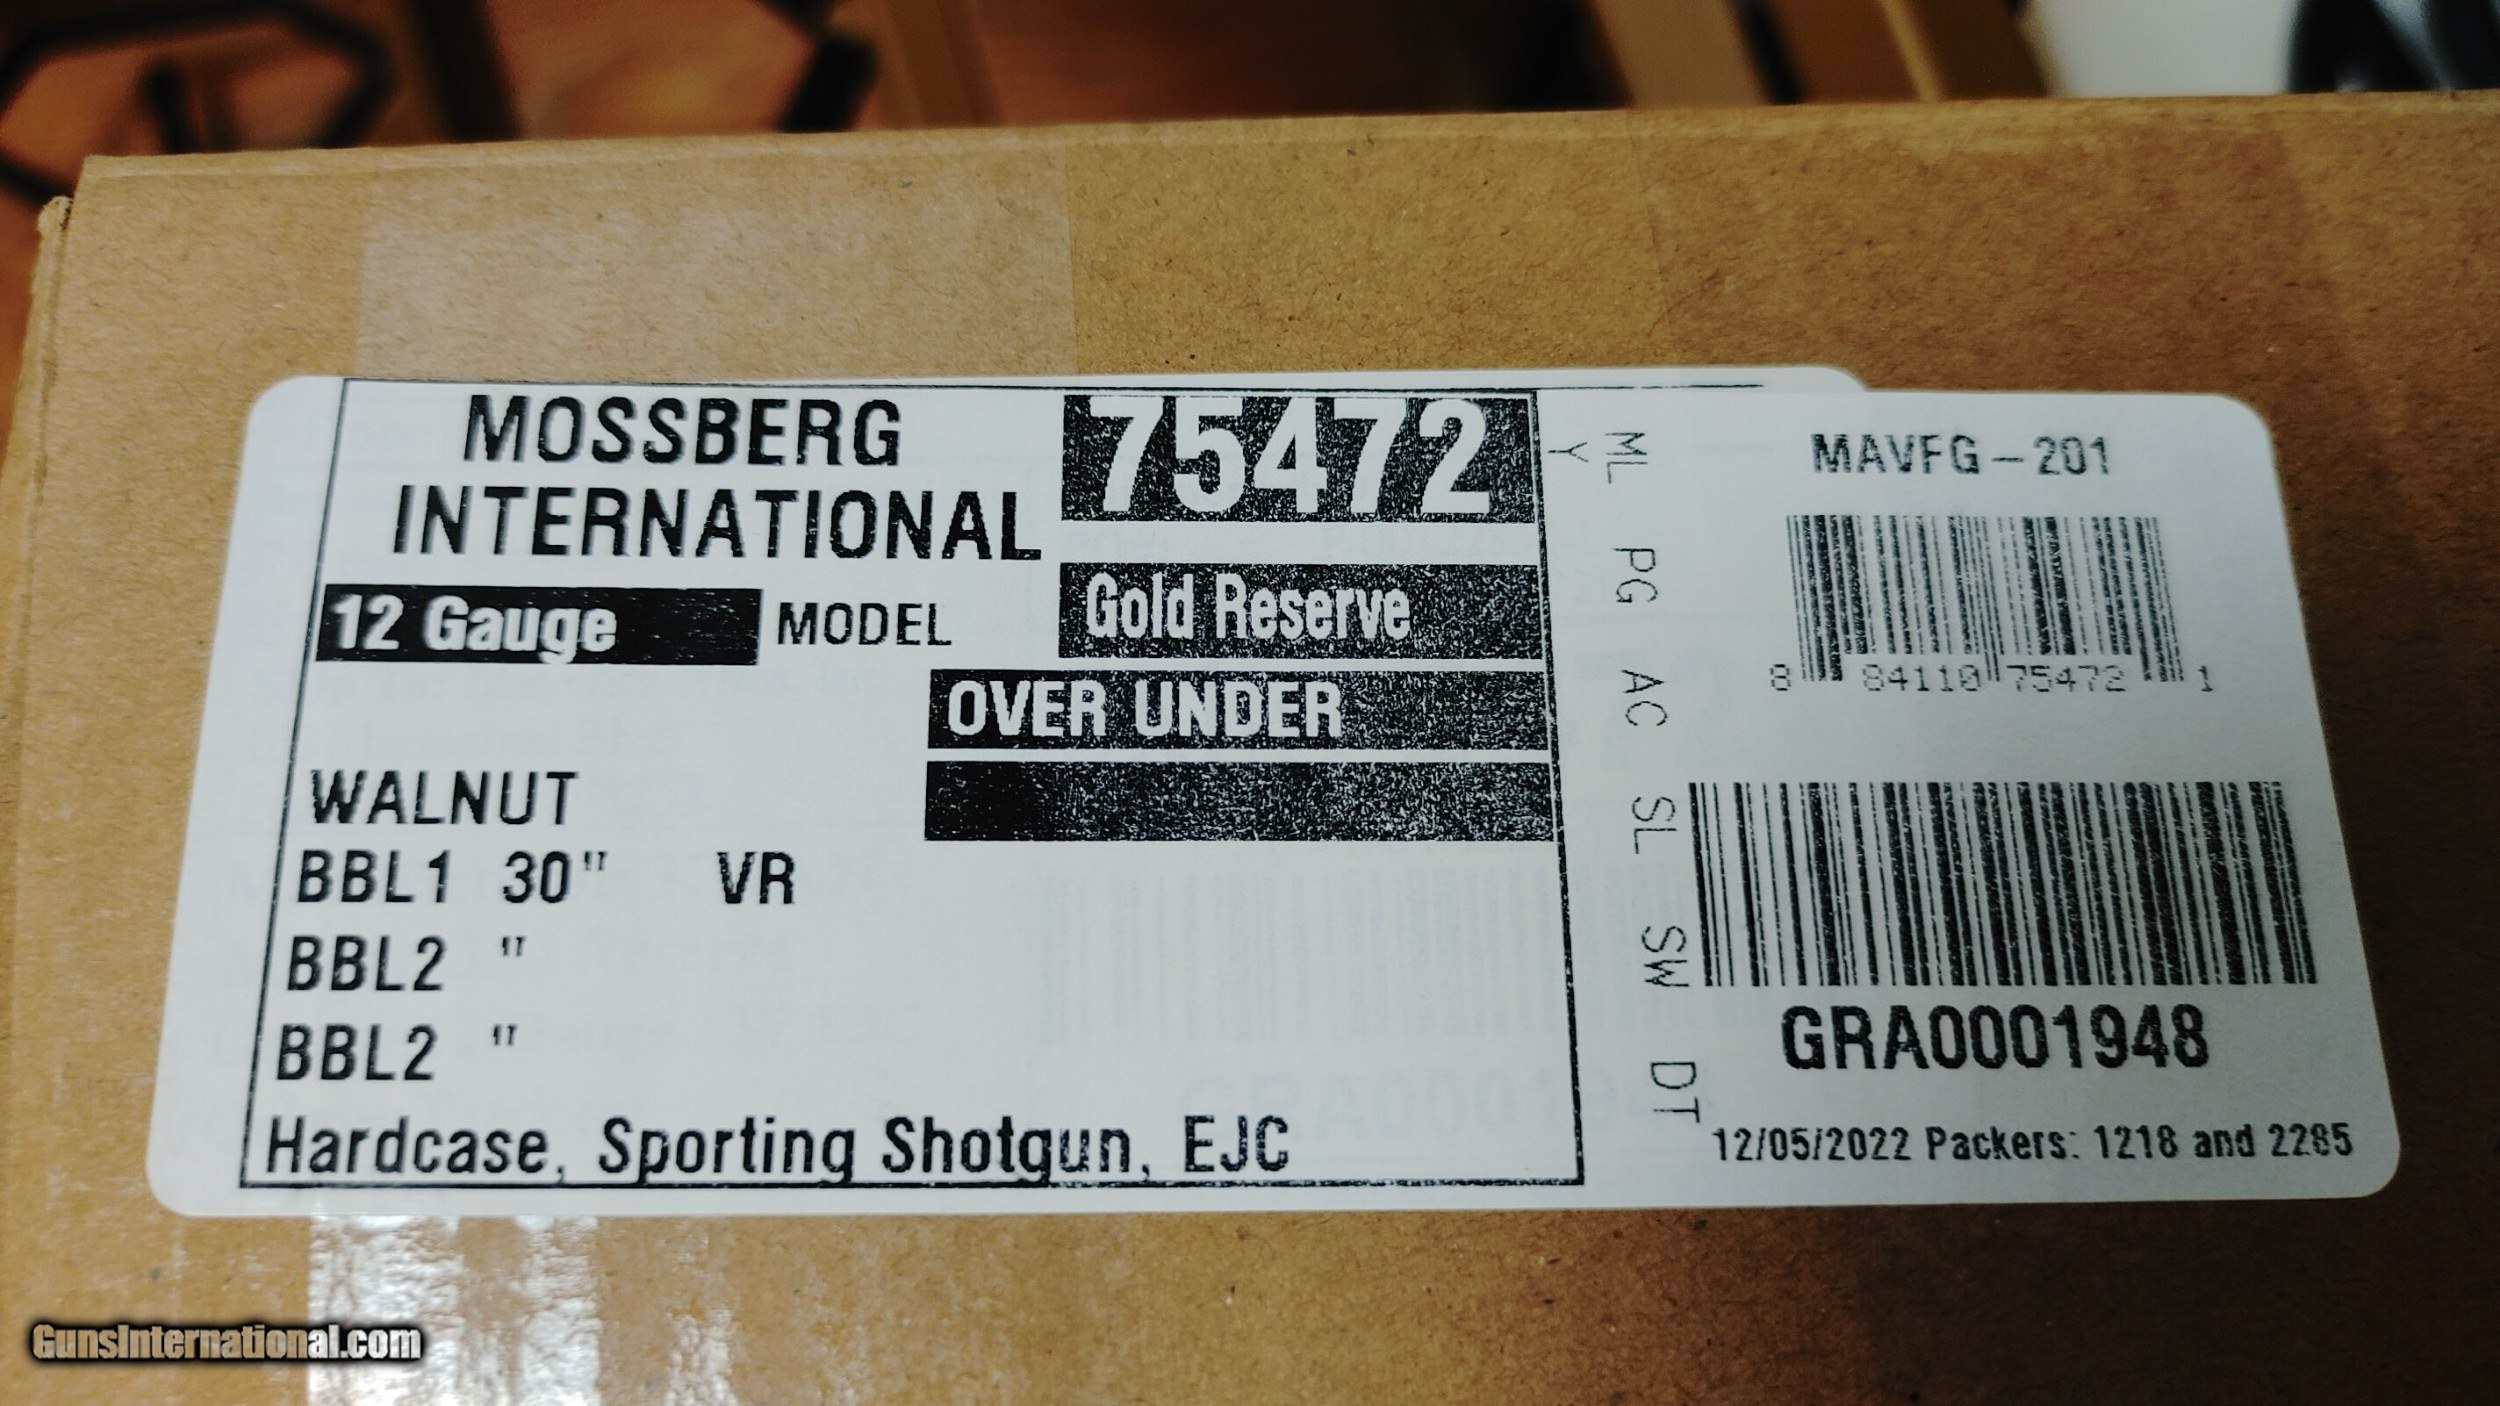 MOSSBERG
INTERNATIONAL
75472
12 Gauge MODEL Gold Reserve
OVER UNDER
WALNUT
BBL1 30" VR
BBL2 "
BBL2 "
Hardcase, Sporting Shotgun, EJC
ML PG AC SL SW DT
Y
MAVFG-201
8 84110 75472 1
GRA0001948
12/05/2022 Packers: 1218 and 2285
GunsInternational.com